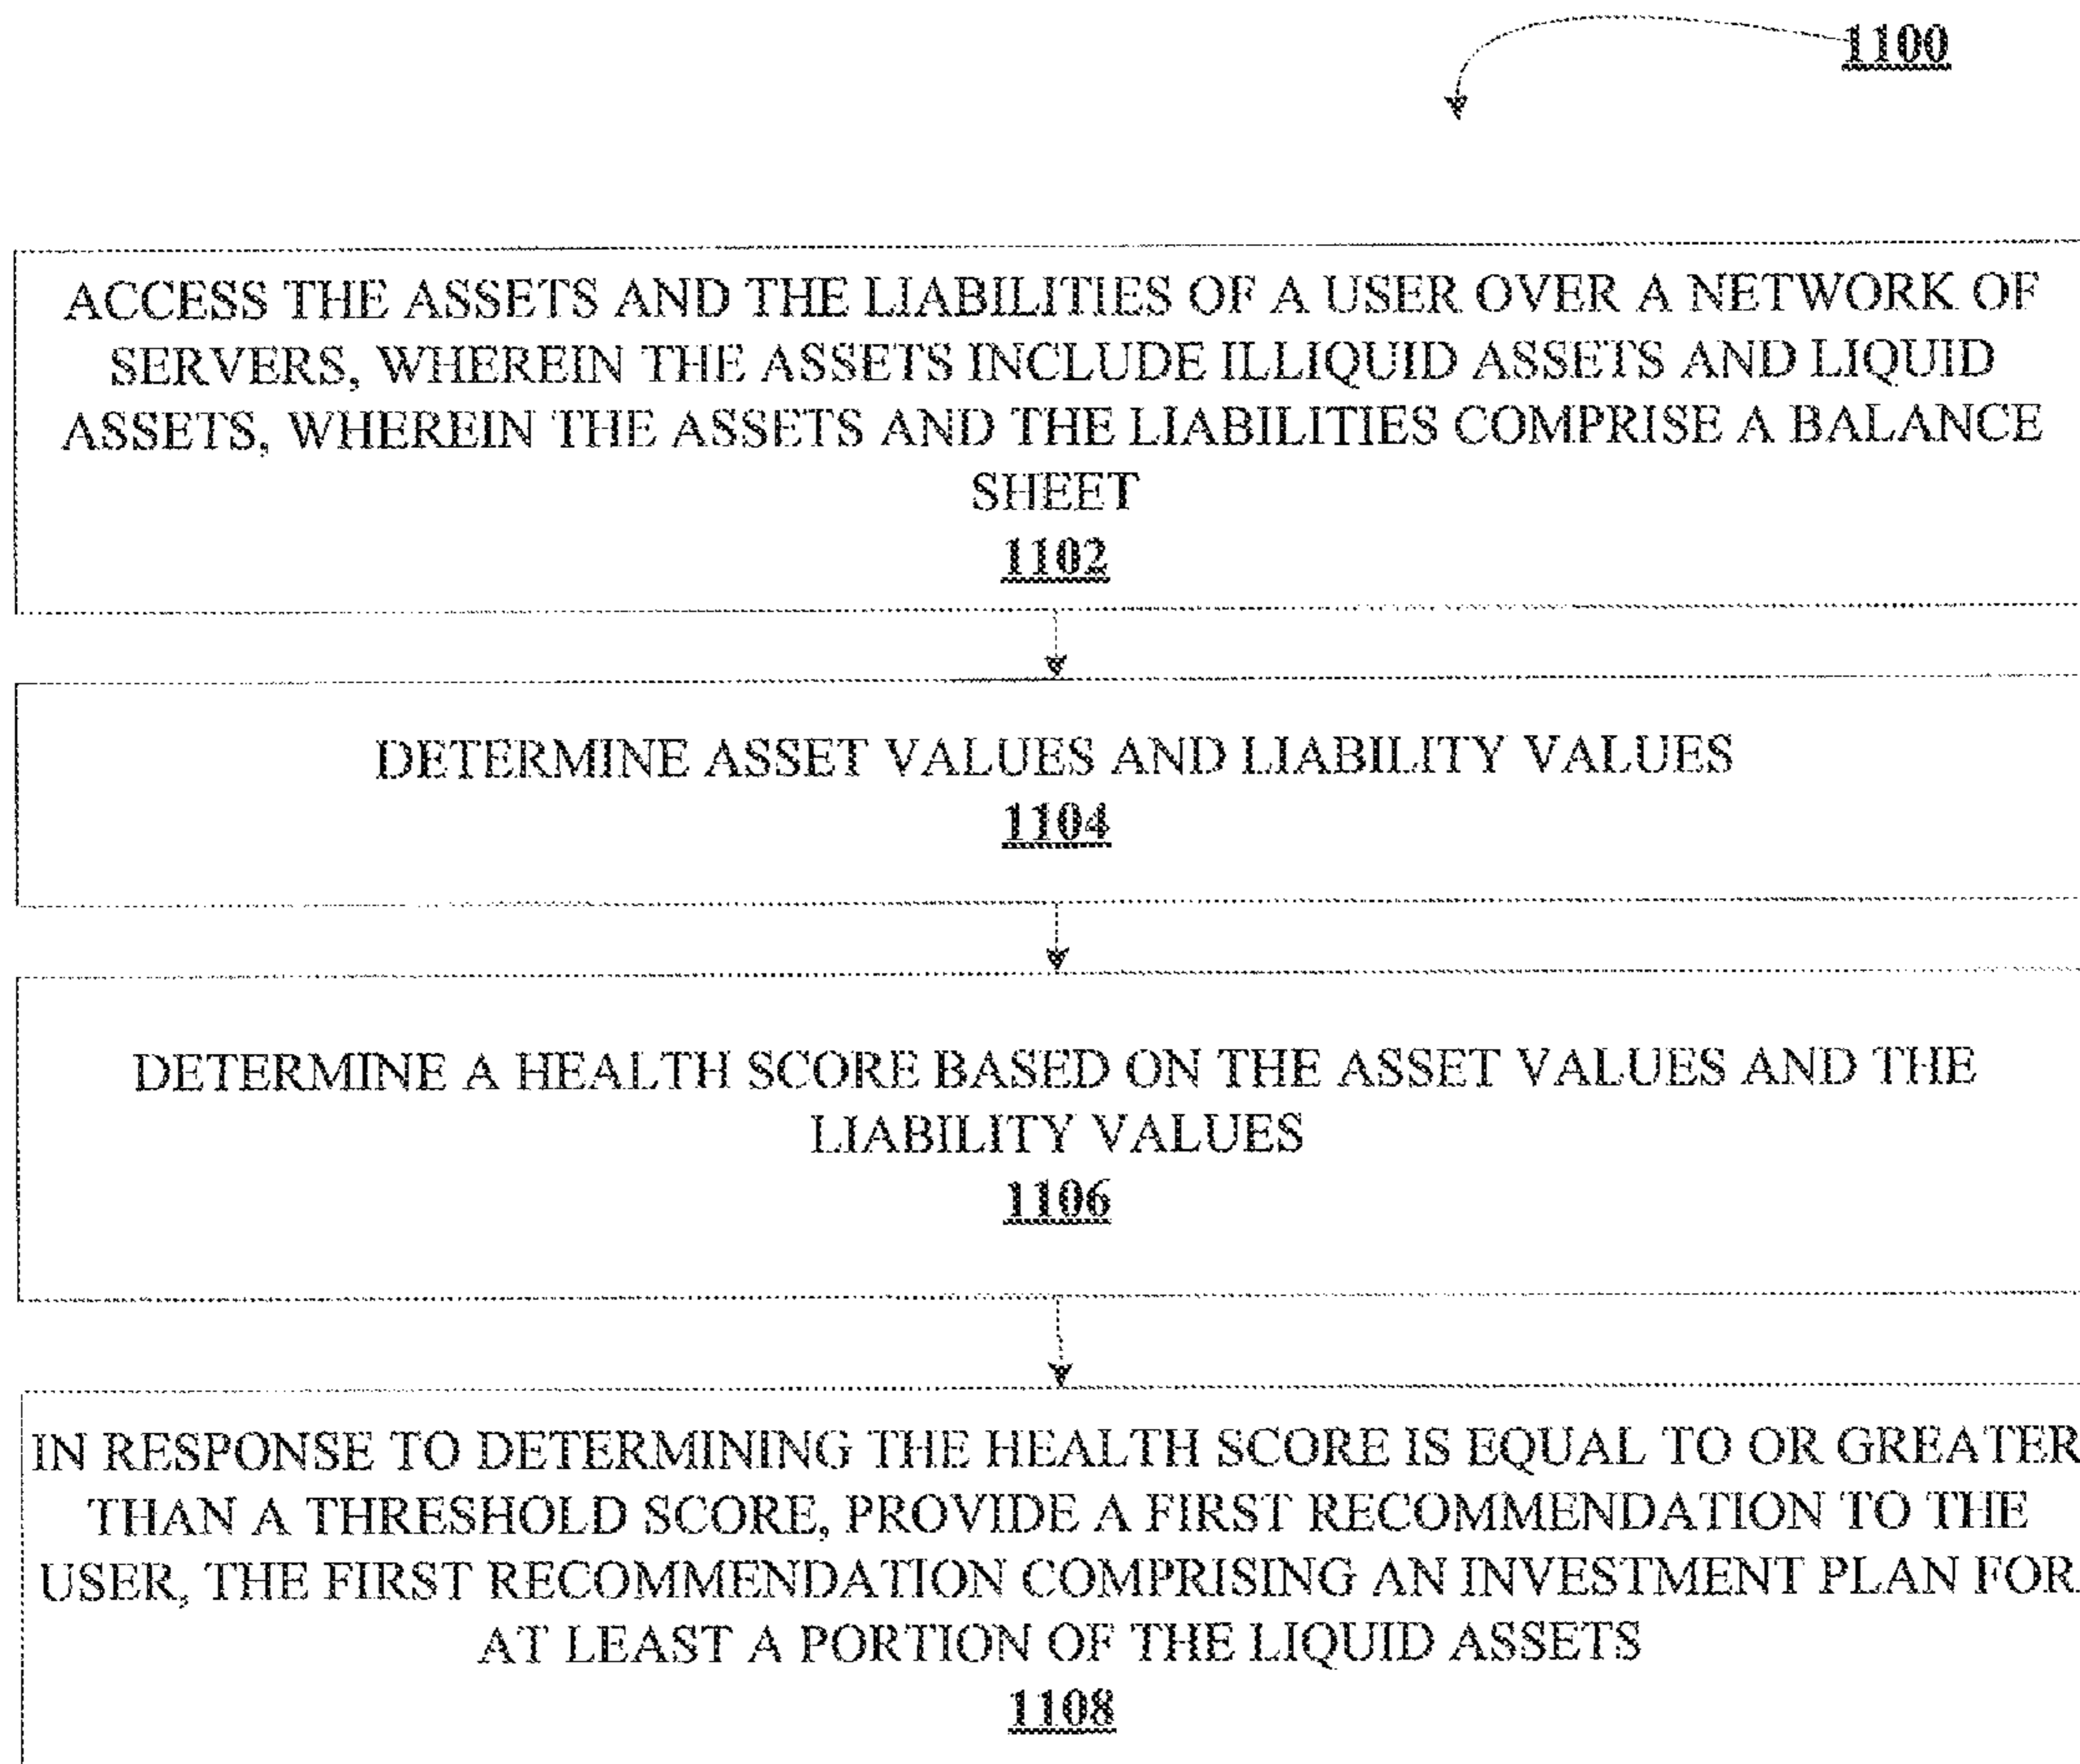 1100
ACCESS THE ASSETS AND THE LIABILITIES OF A USER OVER A NETWORK OF
SERVERS, WHEREIN THE ASSETS INCLUDE ILLIQUID ASSETS AND LIQUID
ASSETS, WHEREIN THE ASSETS AND THE LIABILITIES COMPRISE A BALANCE
SHEET
1102
DETERMINE ASSET VALUES AND LIABILITY VALUES
1104
DETERMINE A HEALTH SCORE BASED ON THE ASSET VALUES AND THE
LIABILITY VALUES
1106
IN RESPONSE TO DETERMINING THE HEALTH SCORE IS EQUAL TO OR GREATER
THAN A THRESHOLD SCORE, PROVIDE A FIRST RECOMMENDATION TO THE
USER, THE FIRST RECOMMENDATION COMPRISING AN INVESTMENT PLAN FOR
AT LEAST A PORTION OF THE LIQUID ASSETS
1108